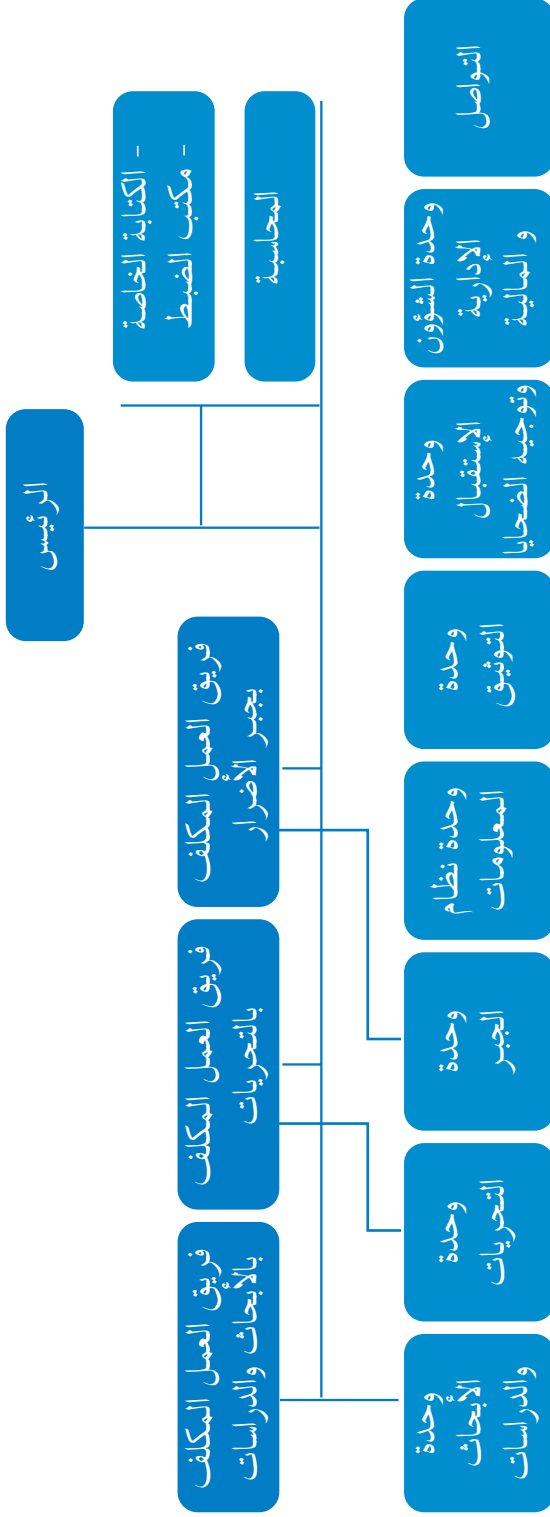 الرئيس
- الكتابة الخاصة
- مكتب الضبط
المحاسبة
فريق العمل المكلف
بجبر الأضرار
فريق العمل المكلف
بالتحريات
فريق العمل المكلف
بالأبحاث والدراسات
التواصل
وحدة الشؤون
الإدارية
و المالية
وحدة
الإستقبال
وتوجيه الضحايا
وحدة
التوثيق
وحدة نظام
المعلومات
وحدة
الجبر
وحدة
التحريات
وحدة
الأبحاث
والدراسات